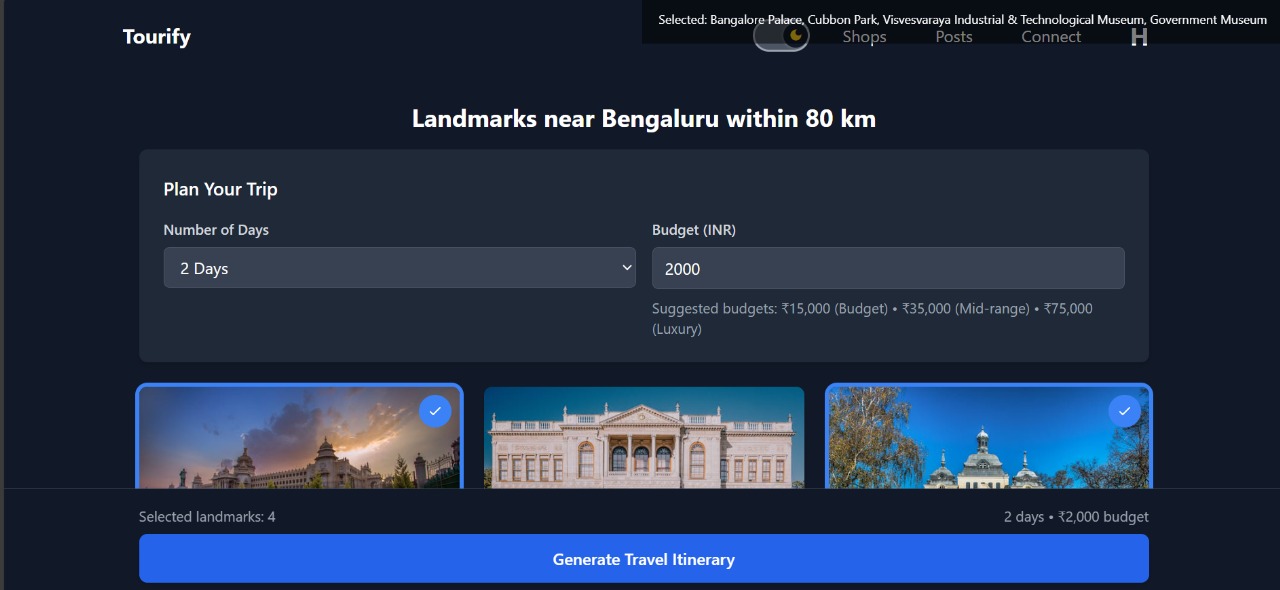 Selected: Bangalore Palace, Cubbon Park, Visvesvaraya Industrial & Technological Museum, Government Museum
Tourify
Shops
Posts
Connect
H
Landmarks near Bengaluru within 80 km
Plan Your Trip
Number of Days
Budget (INR)
2 Days
2000
Suggested budgets: ₹15,000 (Budget) • ₹35,000 (Mid-range) • ₹75,000
(Luxury)
Selected landmarks: 4
2 days • ₹2,000 budget
Generate Travel Itinerary